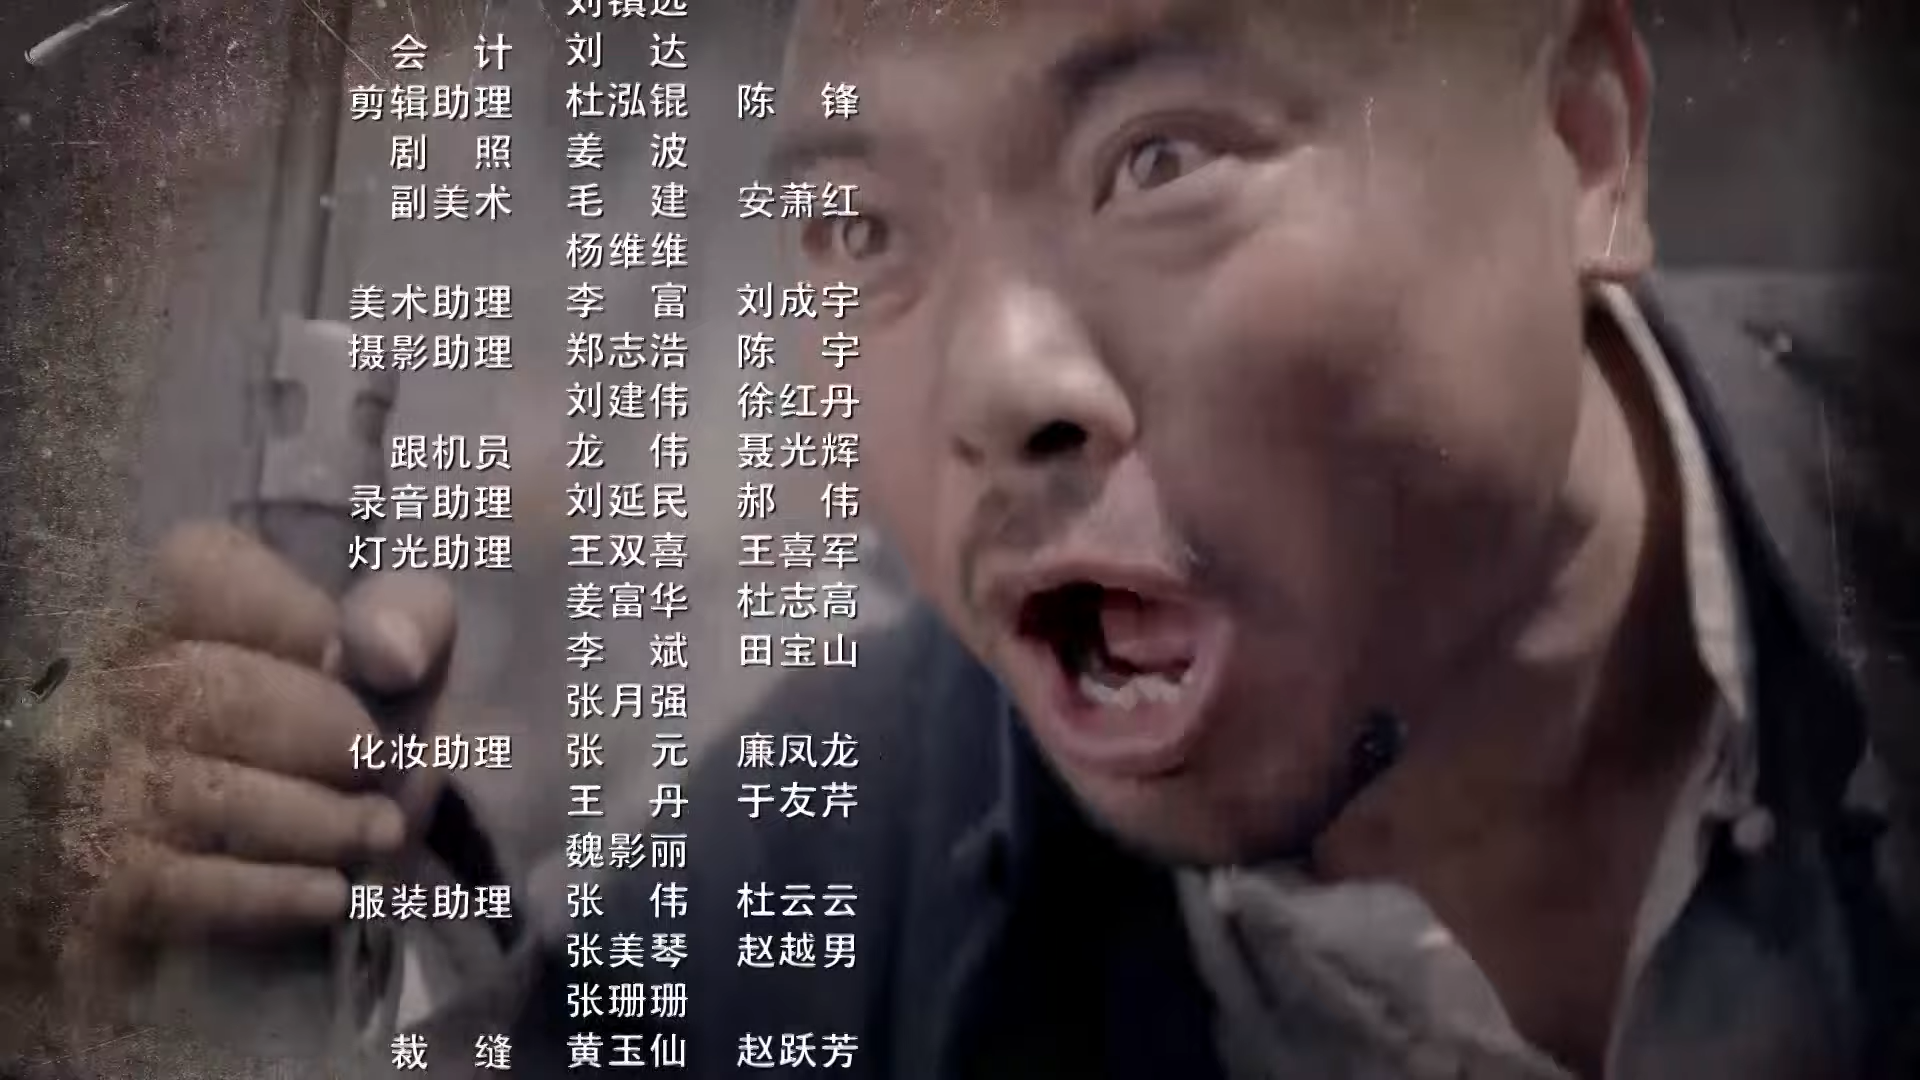 刘镇远
会 计 刘 达
剪辑助理 杜泓锟 陈 锋
剧 照 姜 波
副美术 毛 建 安萧红
杨维维
美术助理 李 富 刘成宇
摄影助理 郑志浩 陈 宇
刘建伟 徐红丹
跟机员 龙 伟 聂光辉
录音助理 刘延民 郝 伟
灯光助理 王双喜 王喜军
姜富华 杜志高
李 斌 田宝山
张月强
化妆助理 张 元 廉凤龙
王 丹 于友芹
魏影丽
服装助理 张 伟 杜云云
张美琴 赵越男
张珊珊
裁 缝 黄玉仙 赵跃芳